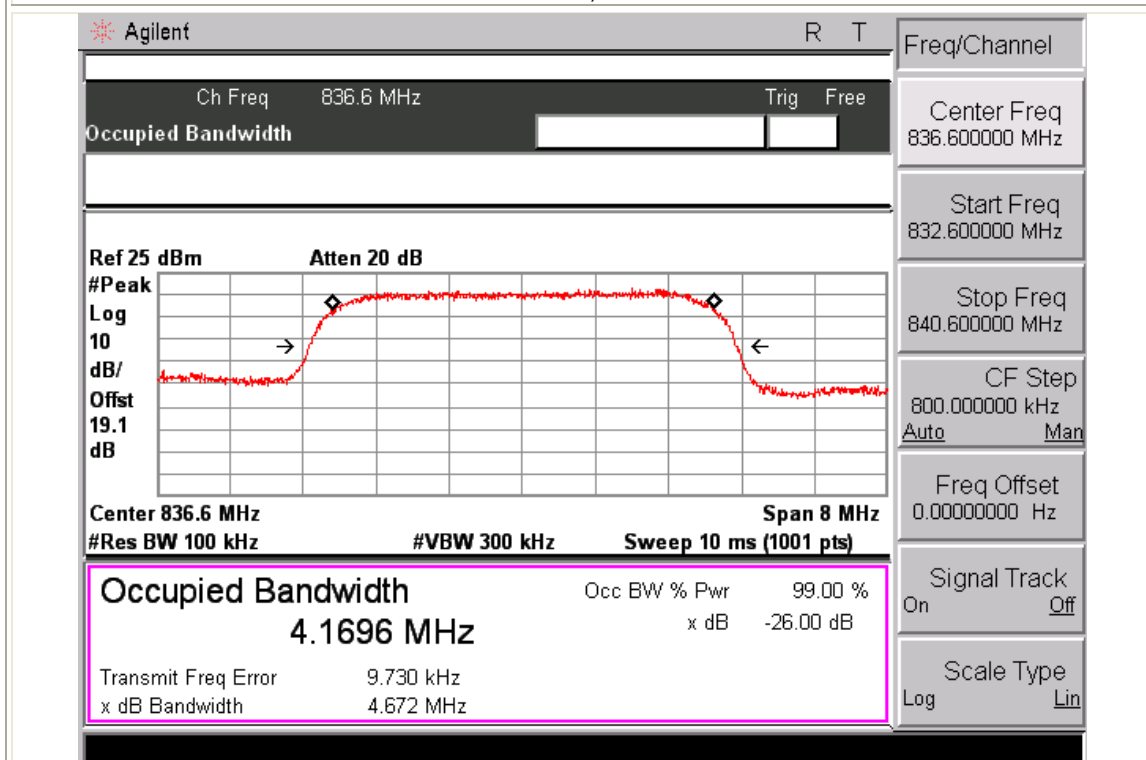 Agilent R T
Ch Freq 836.6 MHz Trig Free
Occupied Bandwidth
Ref 25 dBm Atten 20 dB
#Peak
Log
10
dB/
Offst
19.1
dB
Center 836.6 MHz Span 8 MHz
#Res BW 100 kHz #VBW 300 kHz Sweep 10 ms (1001 pts)
Occupied Bandwidth
4.1696 MHz
Occ BW % Pwr 99.00 %
x dB -26.00 dB
Transmit Freq Error 9.730 kHz
x dB Bandwidth 4.672 MHz
Freq/Channel
Center Freq
836.600000 MHz
Start Freq
832.600000 MHz
Stop Freq
840.600000 MHz
CF Step
800.000000 kHz
Auto Man
Freq Offset
0.00000000 Hz
Signal Track
On Off
Scale Type
Log Lin